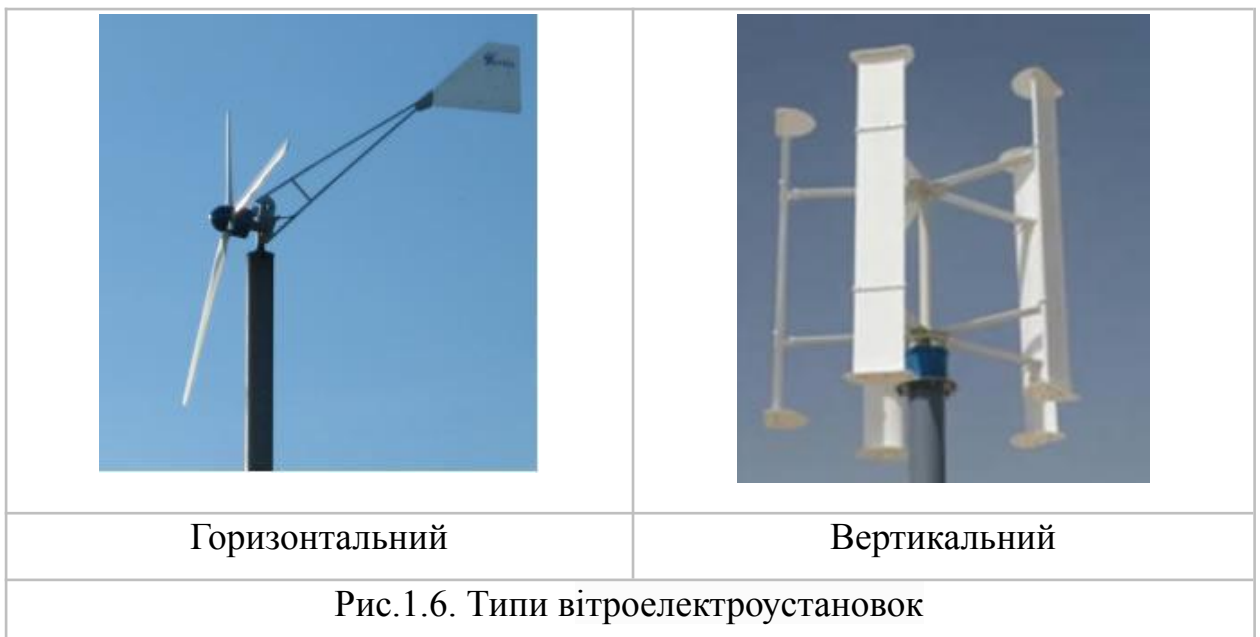 Горизонтальний
Вертикальний
Рис.1.6. Типи вітроелектроустановок